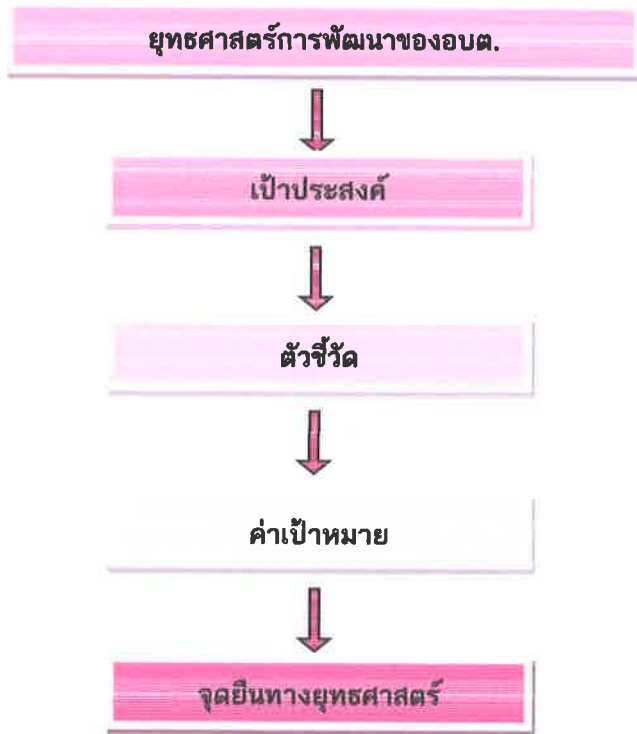 ยุทธศาสตร์การพัฒนาของอบต.
เป้าประสงค์
ตัวชี้วัด
ค่าเป้าหมาย
จุดยืนทางยุทธศาสตร์